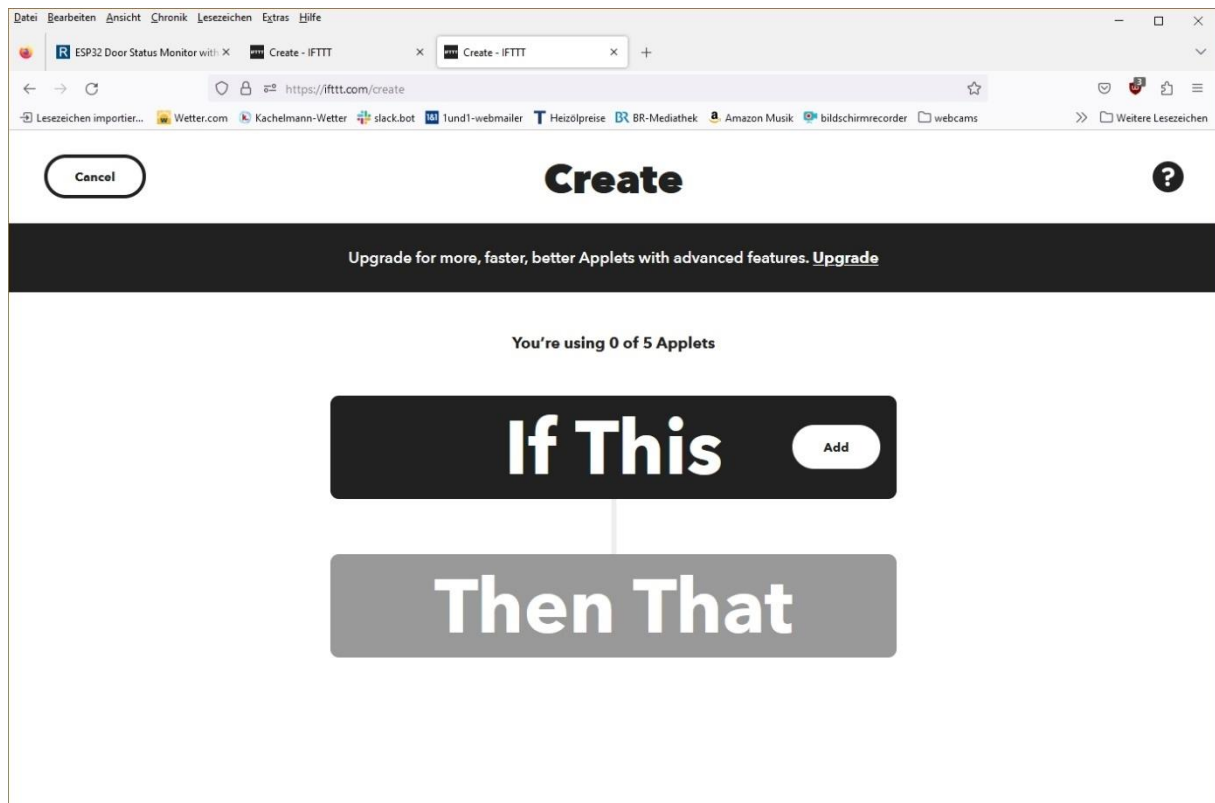 Datei Bearbeiten Ansicht Chronik Lesezeichen Extras Hilfe
ESP32 Door Status Monitor with Create - IFTTT Create - IFTTT
https://ifttt.com/create
Lesezeichen importier... Wetter.com Kachelmann-Wetter slack.bot 1und1-webmailer Heizölpreise BR-Mediathek Amazon Musik bildschirmrecorder webcams Weitere Lesezeichen
Cancel Create ?
Upgrade for more, faster, better Applets with advanced features. Upgrade
You're using 0 of 5 Applets
If This Add
Then That